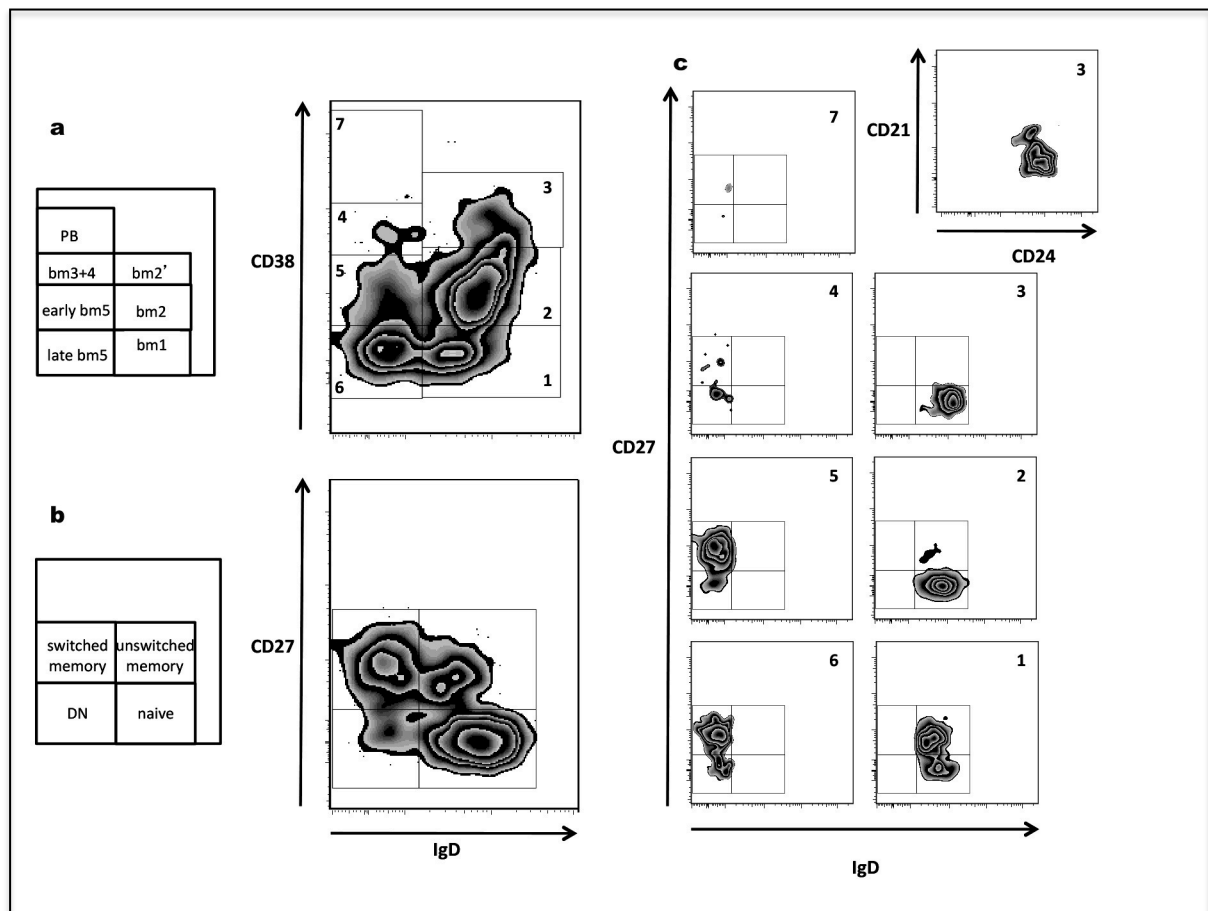 a
PB
bm3+4 bm2’
early bm5 bm2
late bm5 bm1
CD38
7
4
3
5
2
6
1
b
switched memory
unswitched memory
DN naive
CD27
IgD
c
CD21
3
CD24
CD27
7
4
3
5
2
6
1
IgD